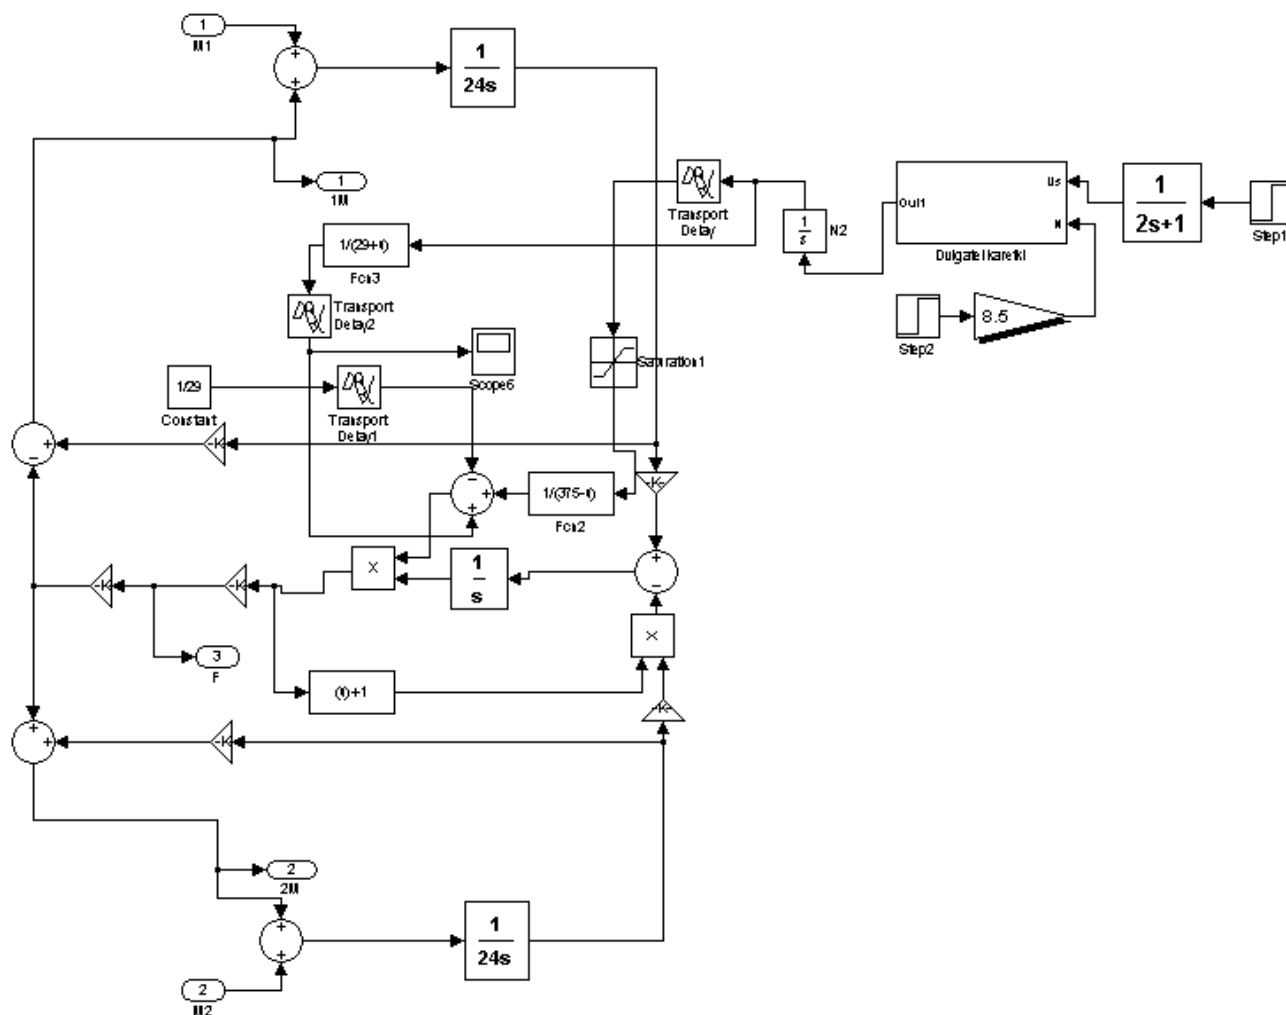 1
M1
+
+
1
24s
1
1M
Transport
Delay
1
s
N2
Us
Out1
N
Dvigatel karetki
1
2s+1
Step1
1/(29+u)
Fcn3
Transport
Delay2
8.5
Step2
Scope6
Saturation1
1/29
Constant
Transport
Delay1
+
−
-K-
−
+
+
1/(375-u)
Fcn2
-K-
×
1
s
+
−
-K-
-K-
×
3
F
(u)+1
-K-
+
+
-K-
2
2M
+
+
1
24s
2
M2